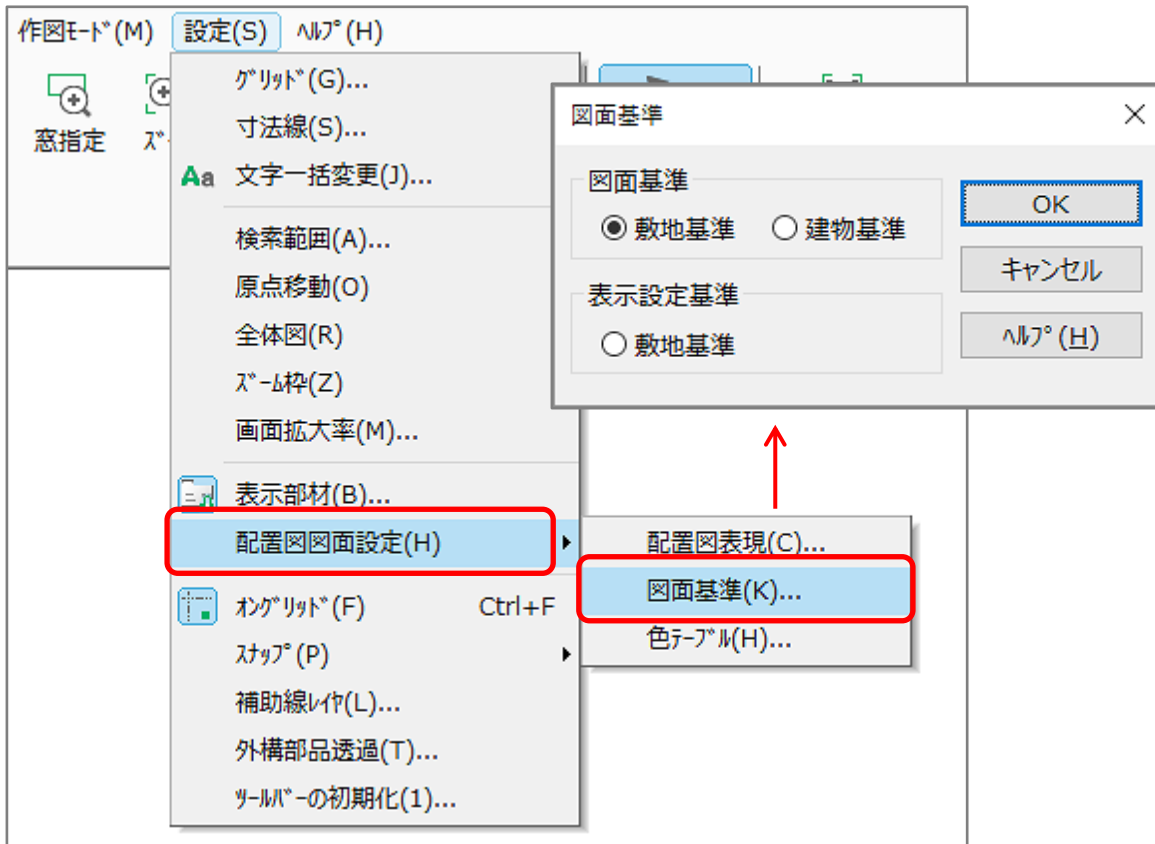 作図ﾓｰﾄﾞ(M) 設定(S) ﾍﾙﾌﾟ(H)
窓指定
ｽﾞｰ
ｸﾞﾘｯﾄﾞ(G)...
寸法線(S)...
Aa 文字一括変更(J)...
検索範囲(A)...
原点移動(O)
全体図(R)
ｽﾞｰﾑ枠(Z)
画面拡大率(M)...
表示部材(B)...
配置図図面設定(H)
ｵﾝｸﾞﾘｯﾄﾞ(F) Ctrl+F
ｽﾅｯﾌﾟ(P)
補助線ﾚｲﾔ(L)...
外構部品透過(T)...
ﾂｰﾙﾊﾞｰの初期化(1)...
配置図表現(C)...
図面基準(K)...
色ﾃｰﾌﾞﾙ(H)...
図面基準
図面基準
敷地基準 建物基準
表示設定基準
敷地基準
OK
キャンセル
ﾍﾙﾌﾟ(H)